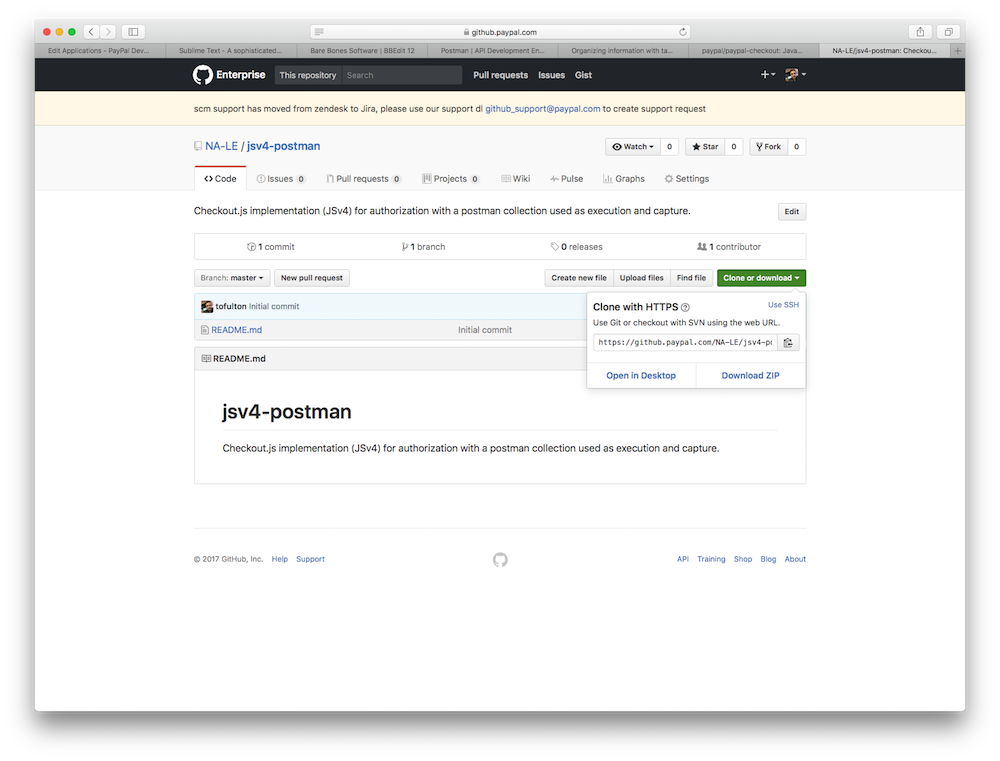 github.paypal.com
Edit Applications - PayPal Dev...
Sublime Text - A sophisticated...
Bare Bones Software | BBEdit 12
Postman | API Development En...
Organizing information with ta...
paypal/paypal-checkout: Java...
NA-LE/jsv4-postman: Checkou...
Enterprise
This repository
Search
Pull requests
Issues
Gist
scm support has moved from zendesk to Jira, please use our support dl github_support@paypal.com to create support request
NA-LE / jsv4-postman
Watch 0
Star 0
Fork 0
Code
Issues 0
Pull requests 0
Projects 0
Wiki
Pulse
Graphs
Settings
Checkout.js implementation (JSv4) for authorization with a postman collection used as execution and capture.
Edit
1 commit
1 branch
0 releases
1 contributor
Branch: master
New pull request
Create new file
Upload files
Find file
Clone or download
tofulton Initial commit
README.md
Initial commit
Clone with HTTPS
Use SSH
Use Git or checkout with SVN using the web URL.
https://github.paypal.com/NA-LE/jsv4-po
Open in Desktop
Download ZIP
README.md
jsv4-postman
Checkout.js implementation (JSv4) for authorization with a postman collection used as execution and capture.
© 2017 GitHub, Inc.
Help
Support
API
Training
Shop
Blog
About